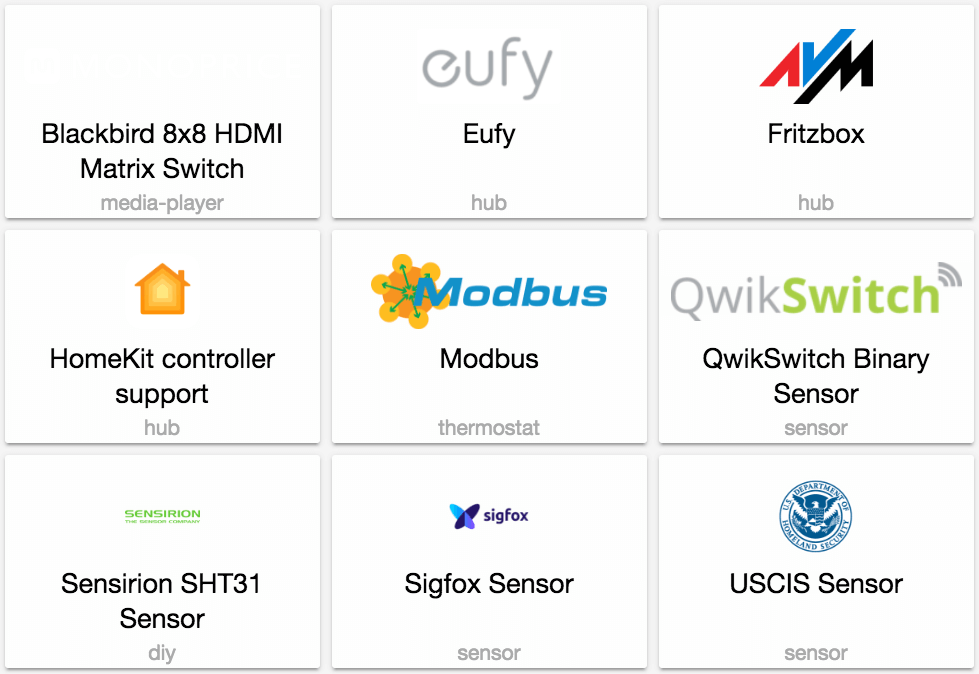 eufy
AVM
Blackbird 8x8 HDMI
Matrix Switch
media-player
Eufy
hub
Fritzbox
hub
Modbus
QwikSwitch
HomeKit controller
support
hub
Modbus
thermostat
QwikSwitch Binary
Sensor
sensor
SENSIRION
THE SENSOR COMPANY
sigfox
U.S. DEPARTMENT OF
HOMELAND SECURITY
Sensirion SHT31
Sensor
diy
Sigfox Sensor
sensor
USCIS Sensor
sensor